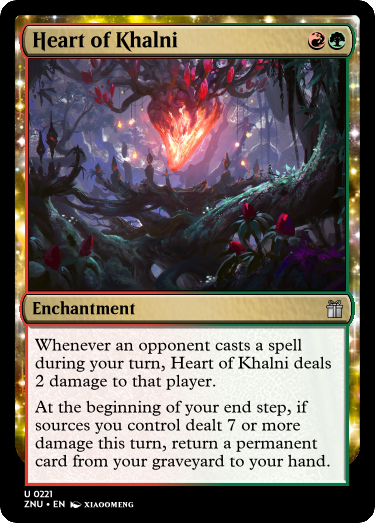 Heart of Khalni
Enchantment
Whenever an opponent casts a spell
during your turn, Heart of Khalni deals
2 damage to that player.
At the beginning of your end step, if
sources you control dealt 7 or more
damage this turn, return a permanent
card from your graveyard to your hand.
U 0221
ZNU • EN XIAOOMENG